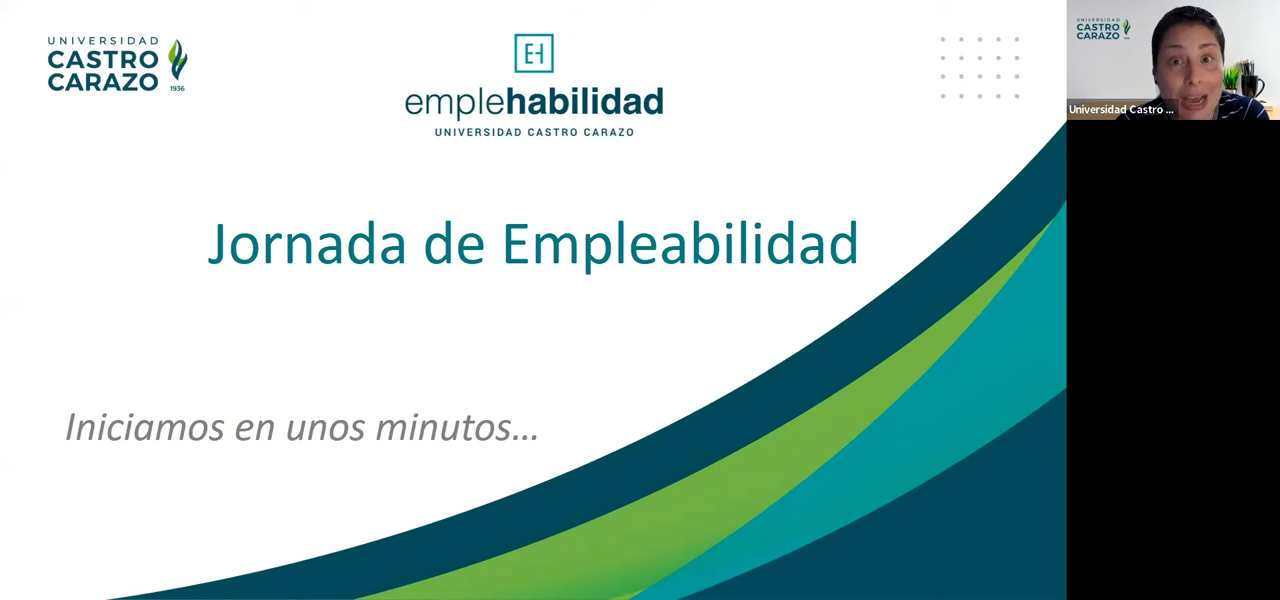 UNIVERSIDAD
CASTRO
CARAZO
1936
EH
emplehabilidad
UNIVERSIDAD CASTRO CARAZO
Jornada de Empleabilidad
Iniciamos en unos minutos...
UNIVERSIDAD
CASTRO
CARAZO
Universidad Castro ...